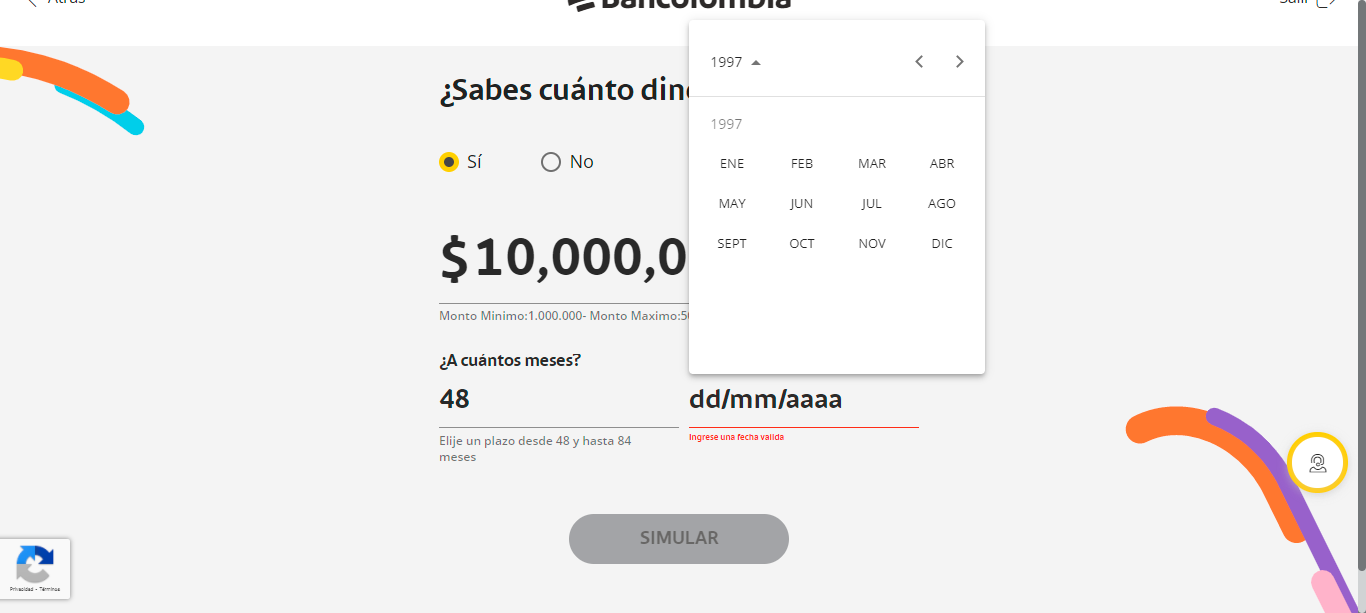 Atrás
Bancolombia
Salir
¿Sabes cuánto din
Sí
No
$10,000,0
Monto Minimo:1.000.000- Monto Maximo:5
1997
1997
ENE FEB MAR ABR
MAY JUN JUL AGO
SEPT OCT NOV DIC
¿A cuántos meses?
48
Elije un plazo desde 48 y hasta 84
meses
dd/mm/aaaa
Ingrese una fecha valida
SIMULAR
Privacidad - Términos